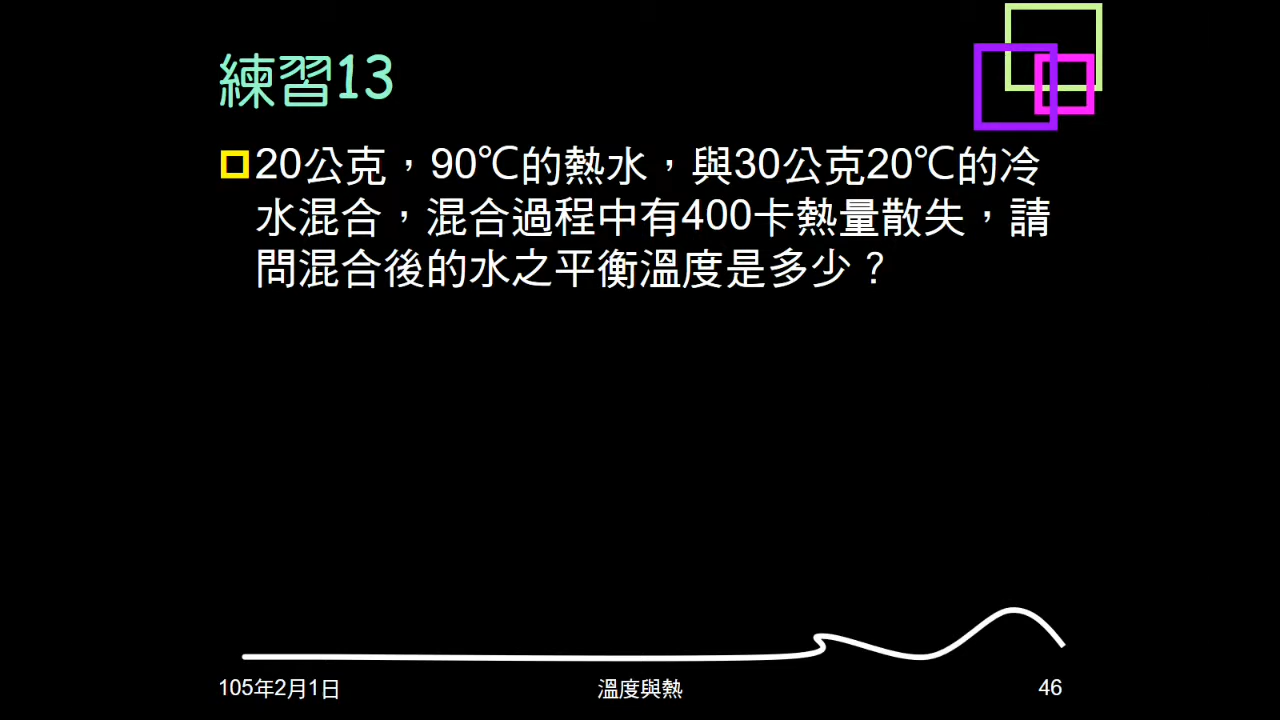 練習13
20公克，90℃的熱水，與30公克20℃的冷
水混合，混合過程中有400卡熱量散失，請
問混合後的水之平衡溫度是多少？
105年2月1日
溫度與熱
46